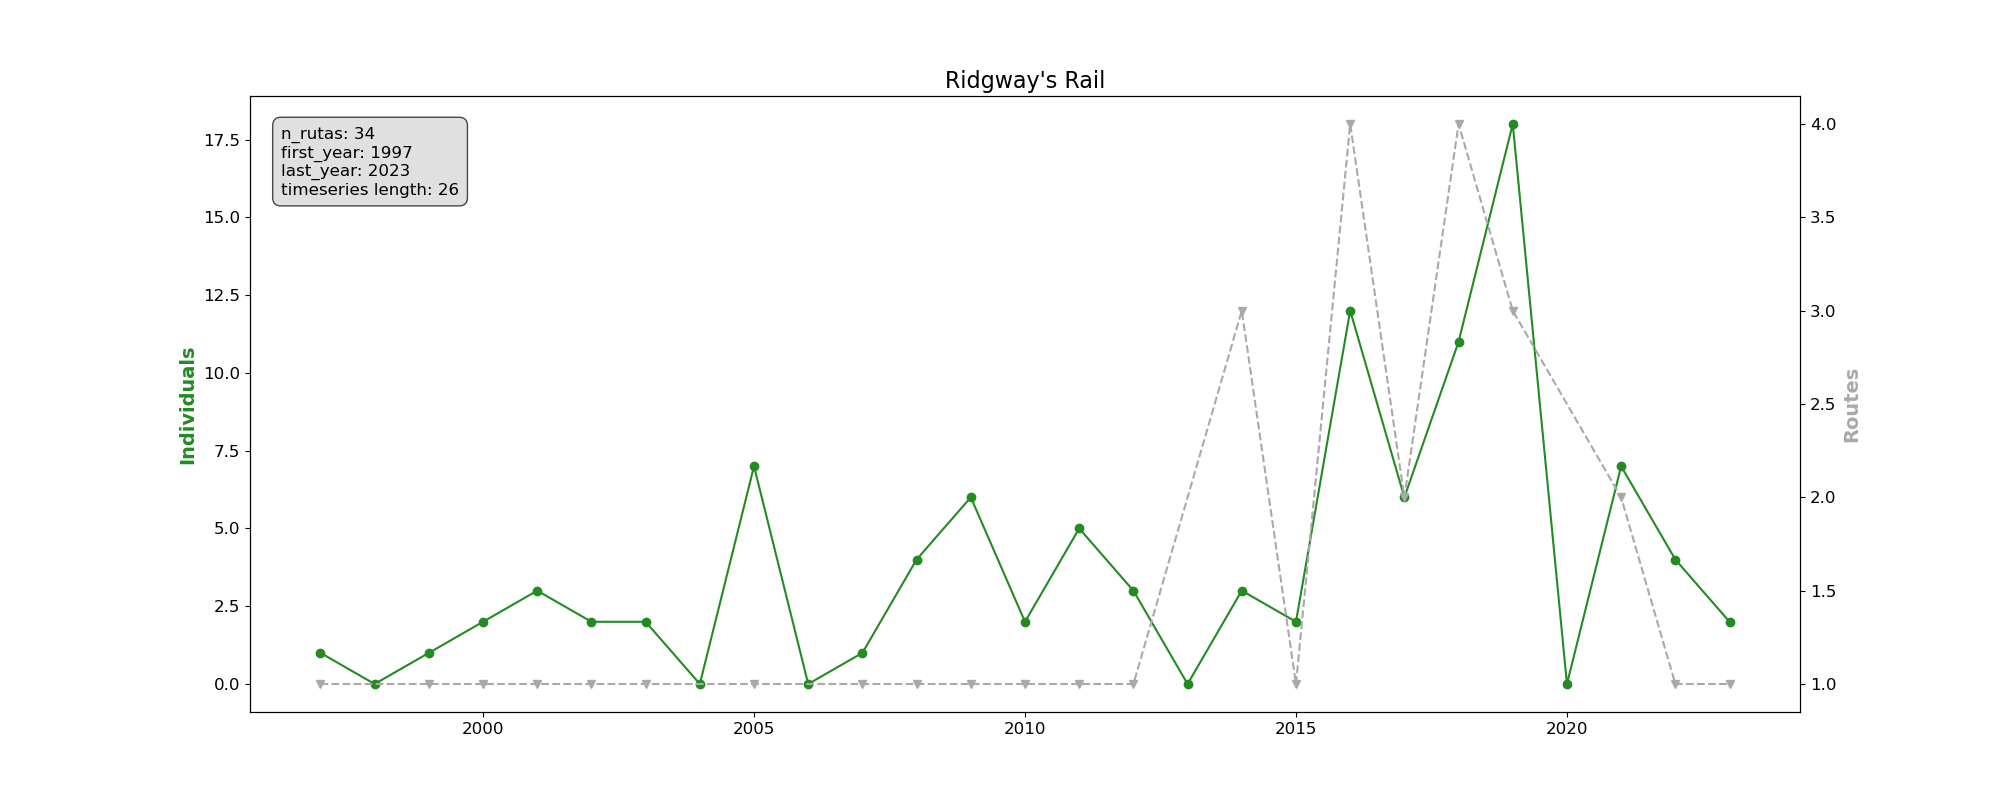 Ridgway's Rail
n_rutas: 34
first_year: 1997
last_year: 2023
timeseries length: 26
17.5
15.0
12.5
10.0
7.5
5.0
2.5
0.0
Individuals
4.0
3.5
3.0
2.5
2.0
1.5
1.0
Routes
2000
2005
2010
2015
2020